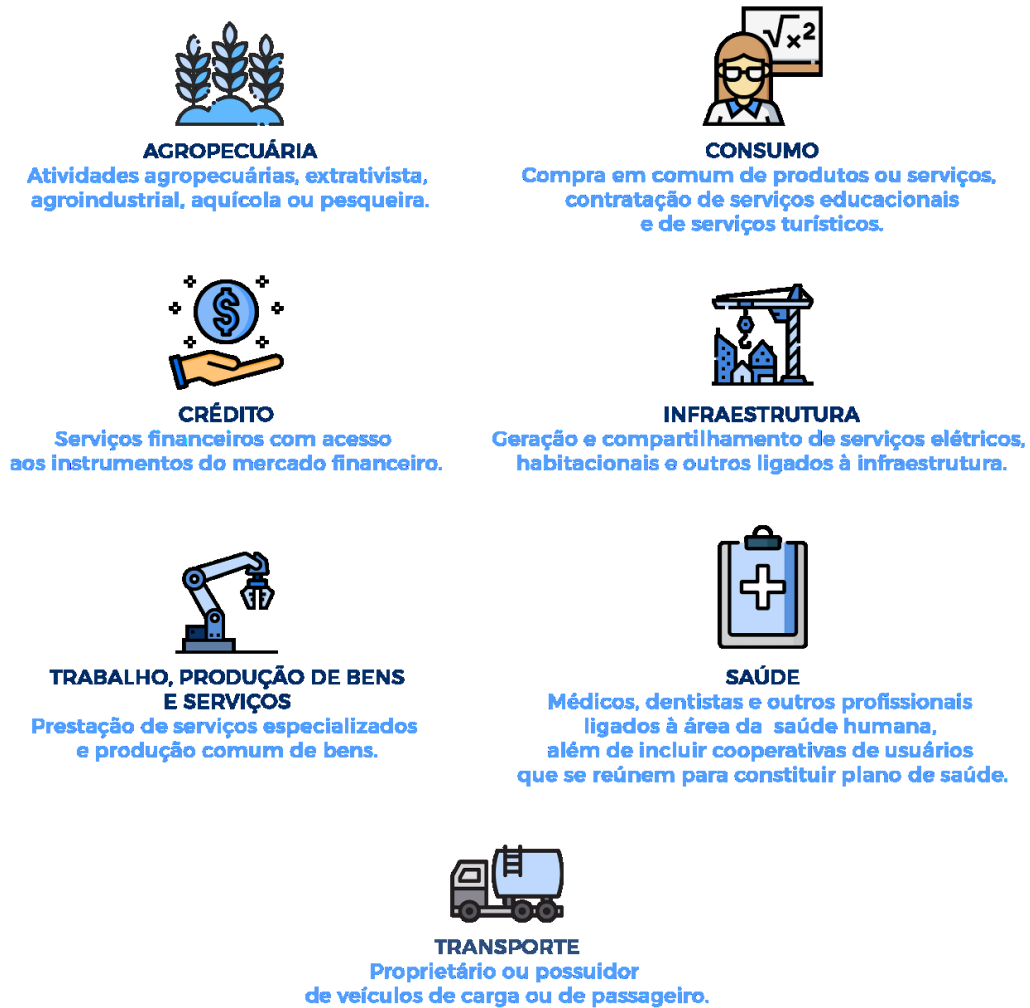 √x²
AGROPECUÁRIA
Atividades agropecuárias, extrativista,
agroindustrial, aquícola ou pesqueira.
CONSUMO
Compra em comum de produtos ou serviços,
contratação de serviços educacionais
e de serviços turísticos.
$
CRÉDITO
Serviços financeiros com acesso
aos instrumentos do mercado financeiro.
INFRAESTRUTURA
Geração e compartilhamento de serviços elétricos,
habitacionais e outros ligados à infraestrutura.
TRABALHO, PRODUÇÃO DE BENS
E SERVIÇOS
Prestação de serviços especializados
e produção comum de bens.
SAÚDE
Médicos, dentistas e outros profissionais
ligados à área da saúde humana,
além de incluir cooperativas de usuários
que se reúnem para constituir plano de saúde.
TRANSPORTE
Proprietário ou possuidor
de veículos de carga ou de passageiro.